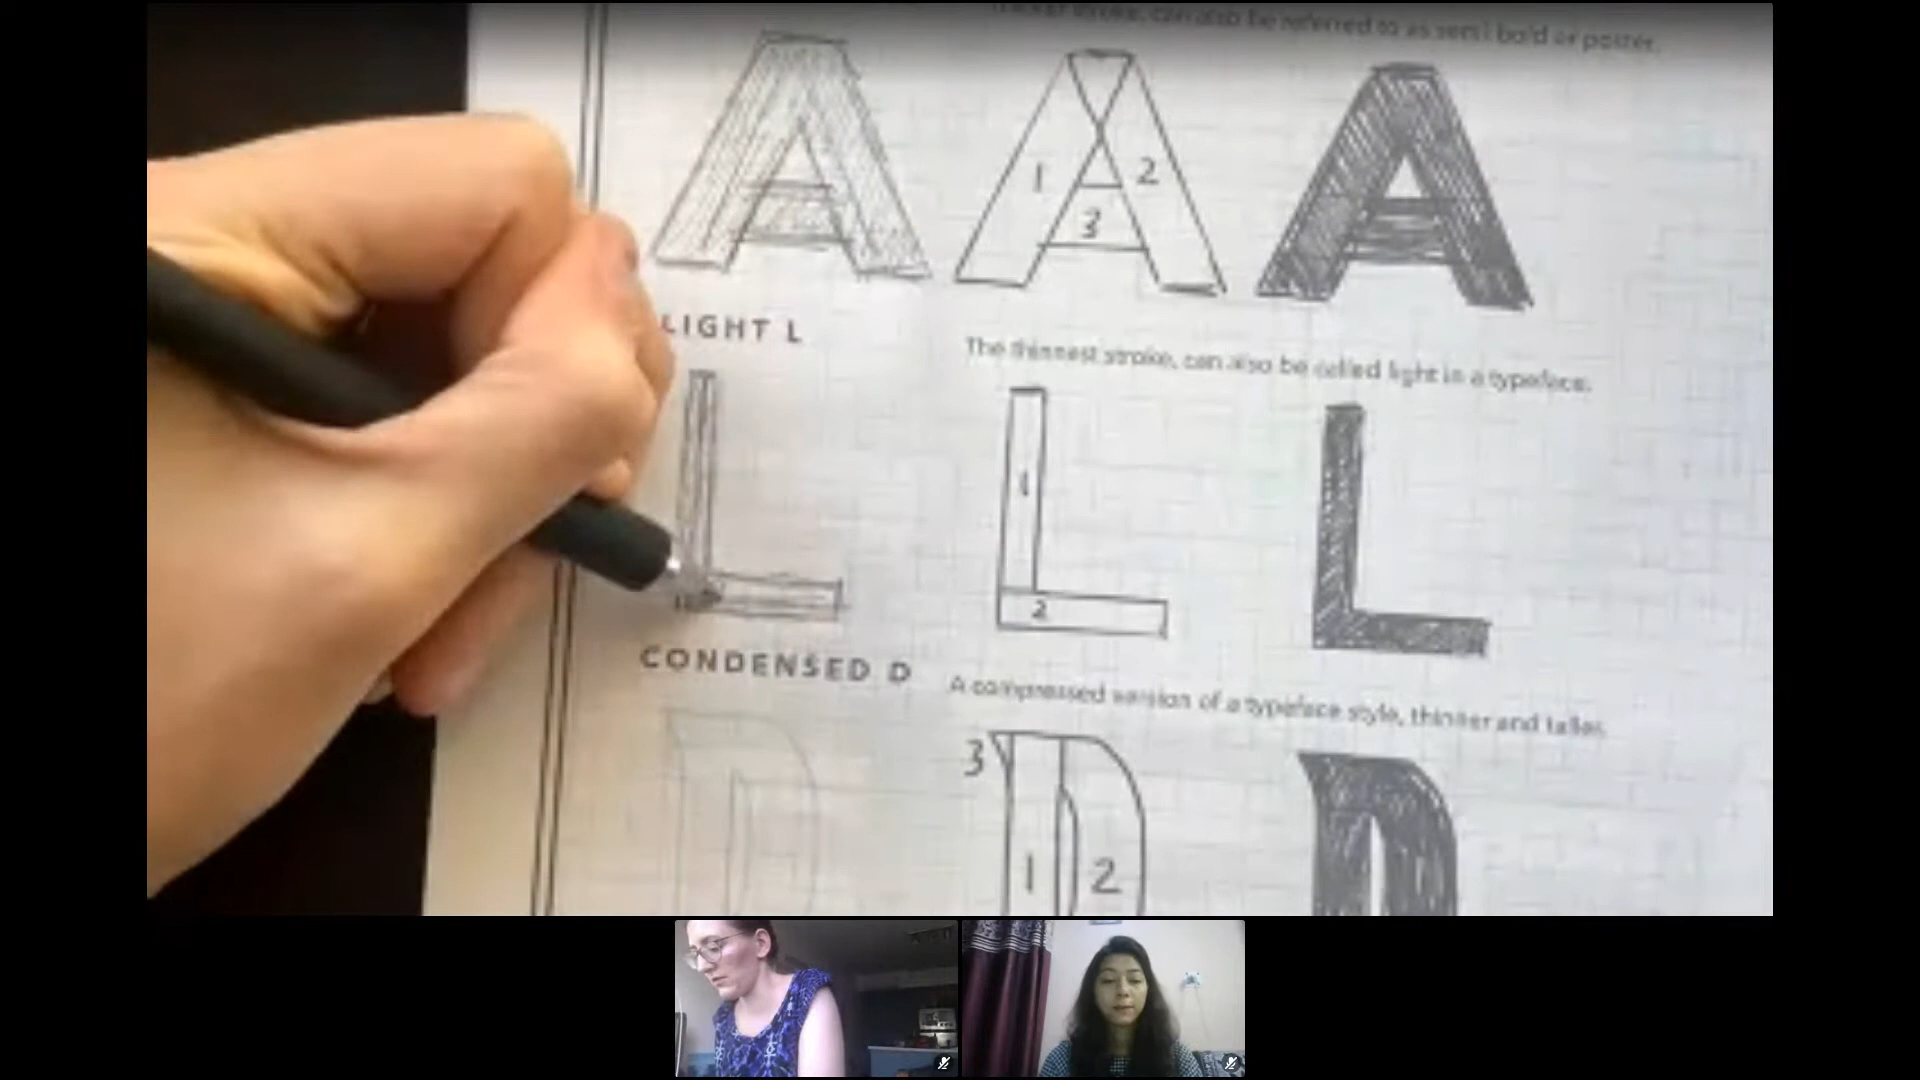 stroke, can also be referred to as semi bold or poster.
A A A
1 2
3
LIGHT L
The thinnest stroke, can also be called light in a typeface.
L L L
1
2
CONDENSED D
A compressed version of a typeface style, thinner and taller.
D D D
3
1 2